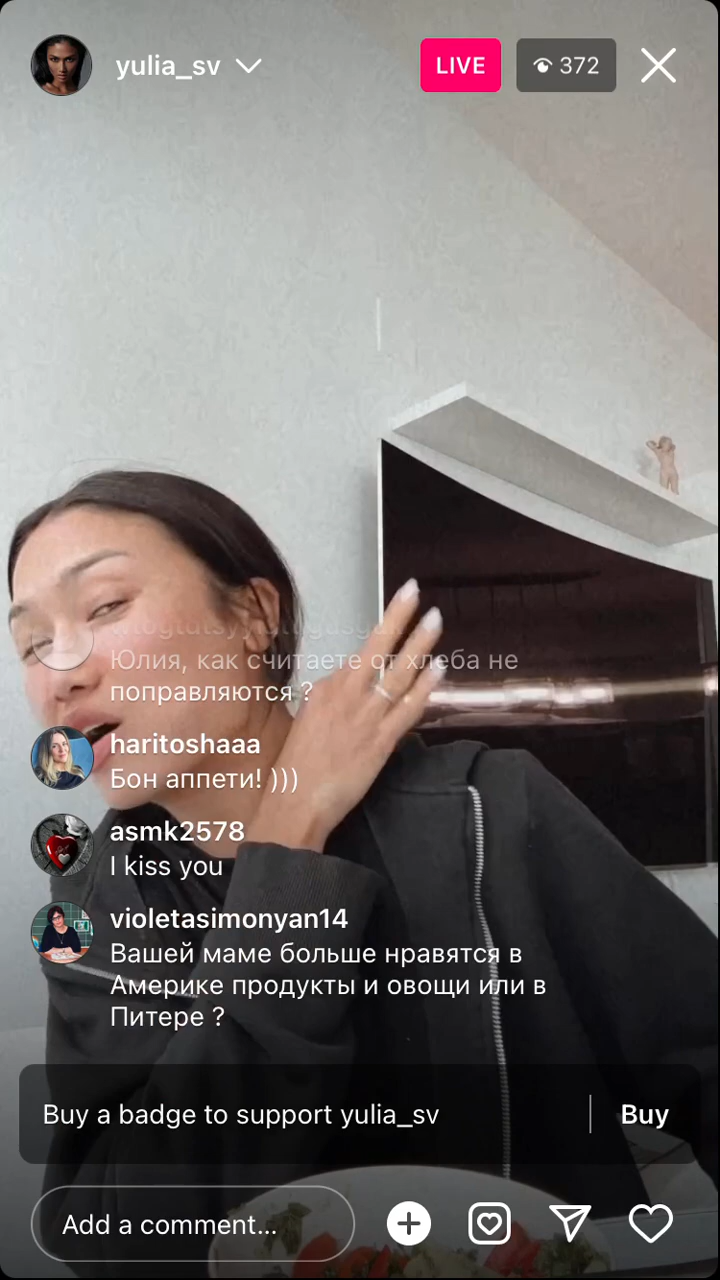 yulia_sv
LIVE
372
Юлия, как считаете от хлеба не
поправляются ?
haritoshaaa
Бон аппети! )))
asmk2578
I kiss you
violetasimonyan14
Вашей маме больше нравятся в
Америке продукты и овощи или в
Питере ?
Buy a badge to support yulia_sv
Buy
Add a comment...